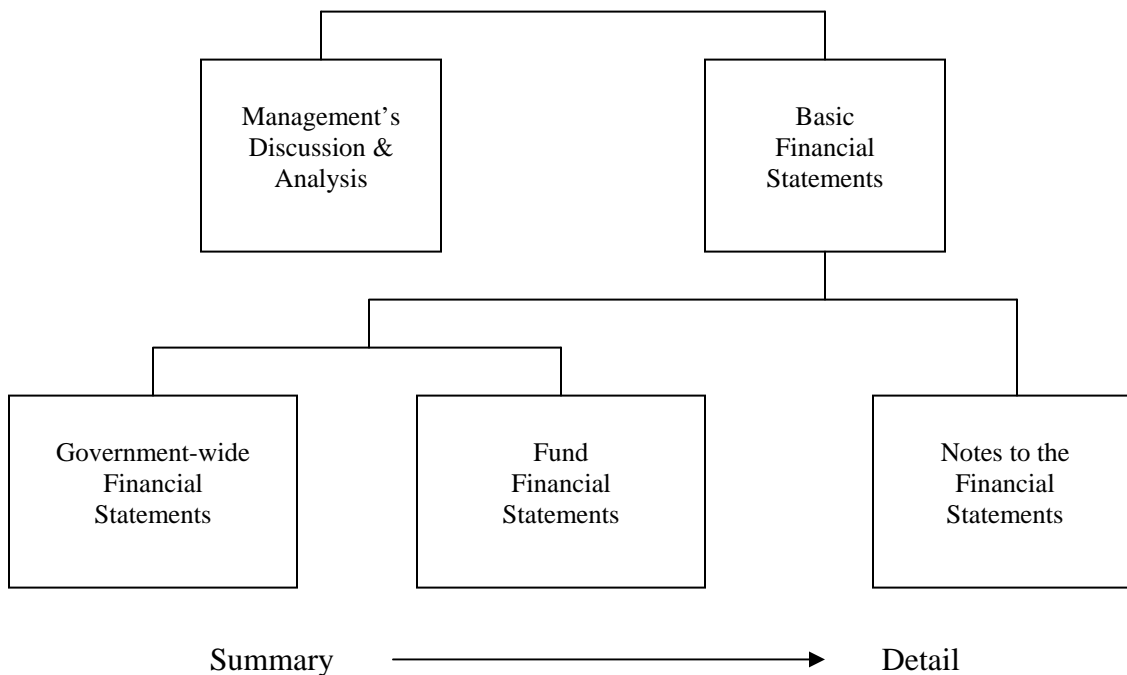 Management’s
Discussion &
Analysis
Basic
Financial
Statements
Government-wide
Financial
Statements
Fund
Financial
Statements
Notes to the
Financial
Statements
Summary
Detail